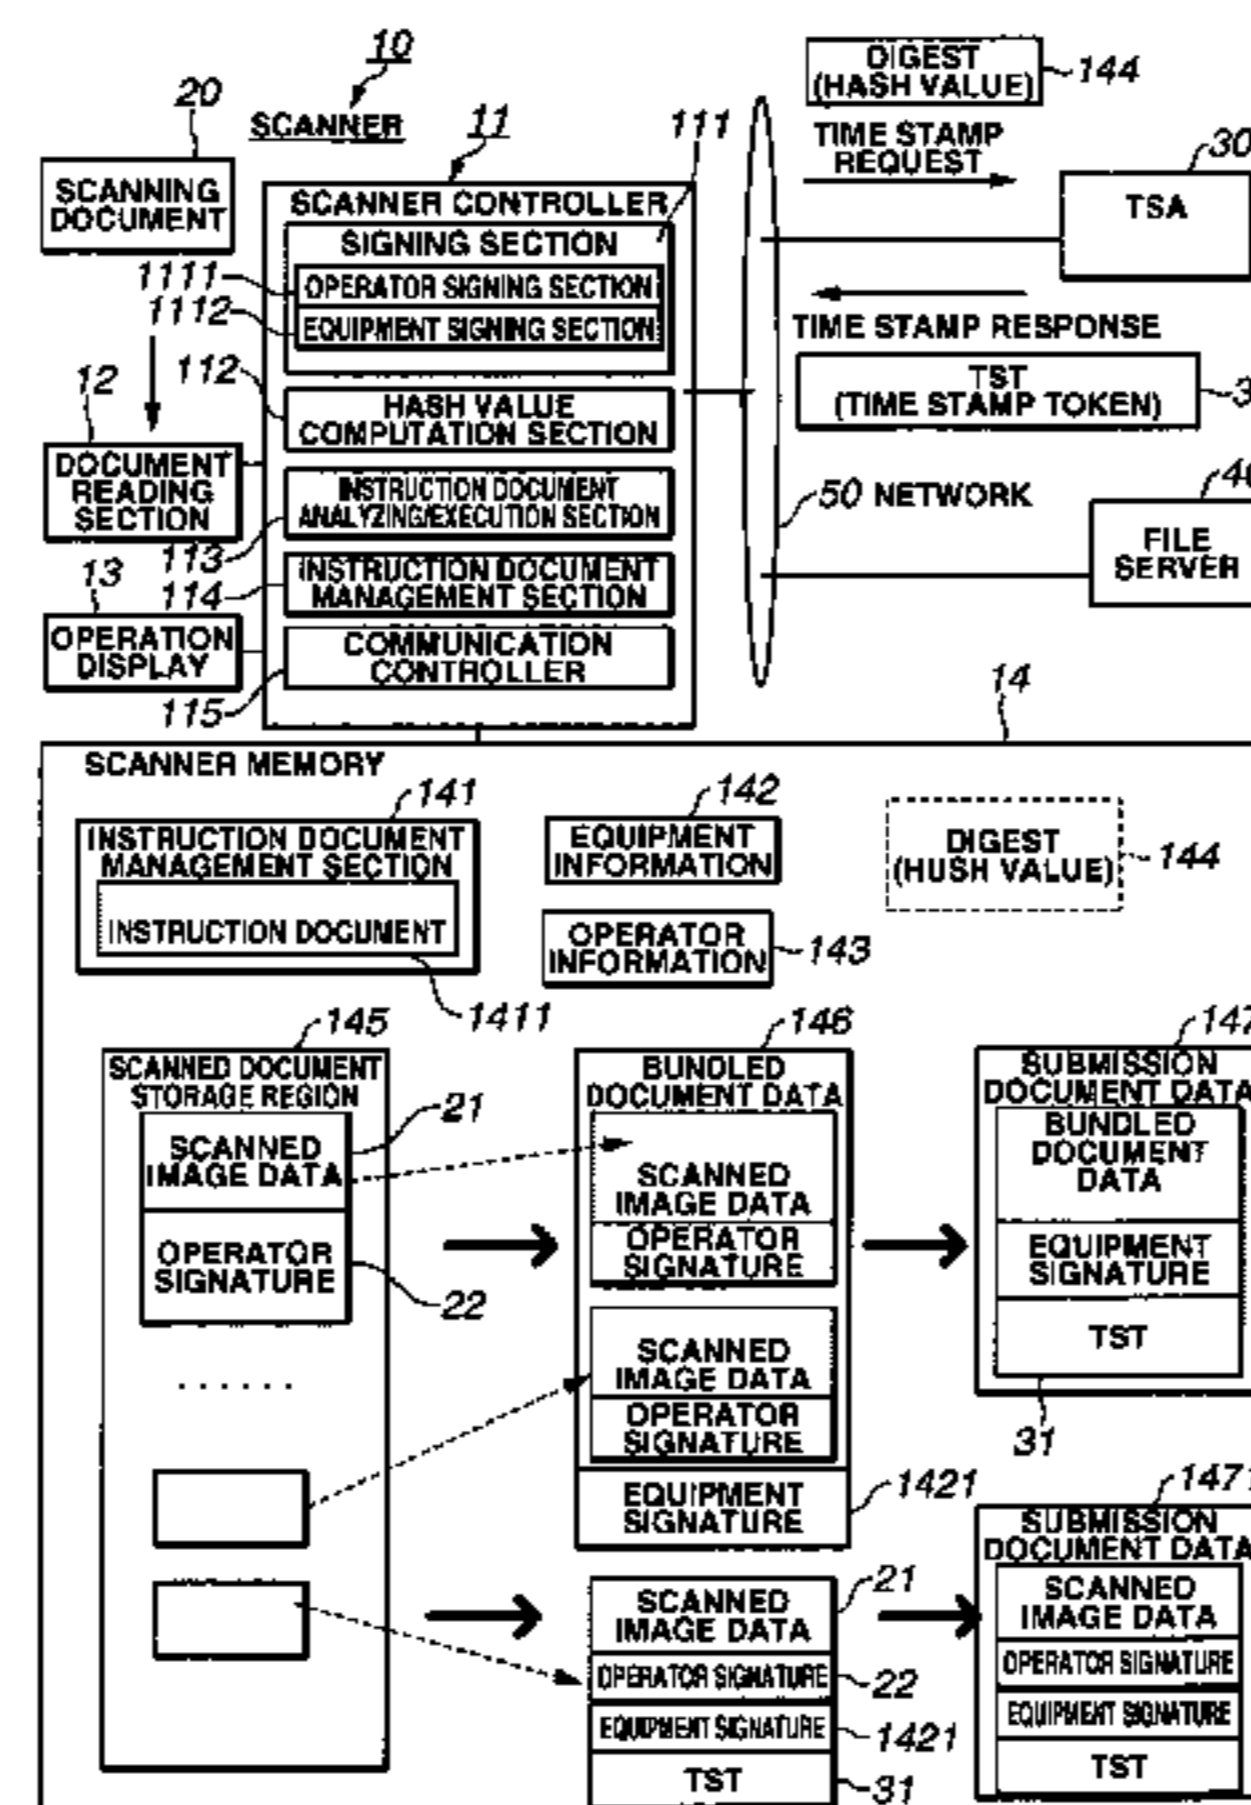 10
20
SCANNER
11
111
DIGEST
(HASH VALUE)
144
TIME STAMP
REQUEST
30
TSA
SCANNING
DOCUMENT
SCANNER CONTROLLER
SIGNING SECTION
1111
OPERATOR SIGNING SECTION
1112
EQUIPMENT SIGNING SECTION
TIME STAMP RESPONSE
TST
(TIME STAMP TOKEN)
12
112
HASH VALUE
COMPUTATION SECTION
DOCUMENT
READING
SECTION
INSTRUCTION DOCUMENT
ANALYZING/EXECUTION SECTION
50 NETWORK
FILE
SERVER
113
13
114
INSTRUCTION DOCUMENT
MANAGEMENT SECTION
OPERATION
DISPLAY
COMMUNICATION
CONTROLLER
115
14
SCANNER MEMORY
141
INSTRUCTION DOCUMENT
MANAGEMENT SECTION
INSTRUCTION DOCUMENT
1411
142
EQUIPMENT
INFORMATION
OPERATOR
INFORMATION
143
DIGEST
(HUSH VALUE)
144
145
SCANNED DOCUMENT
STORAGE REGION
21
SCANNED
IMAGE DATA
OPERATOR
SIGNATURE
22
......
146
BUNDLED
DOCUMENT DATA
SCANNED
IMAGE DATA
OPERATOR
SIGNATURE
SCANNED
IMAGE DATA
OPERATOR
SIGNATURE
EQUIPMENT
SIGNATURE
1421
147
SUBMISSION
DOCUMENT DATA
BUNDLED
DOCUMENT
DATA
EQUIPMENT
SIGNATURE
TST
31
SCANNED
IMAGE DATA
21
OPERATOR SIGNATURE
22
EQUIPMENT SIGNATURE
1421
TST
31
1471
SUBMISSION
DOCUMENT DATA
SCANNED
IMAGE DATA
OPERATOR SIGNATURE
EQUIPMENT SIGNATURE
TST